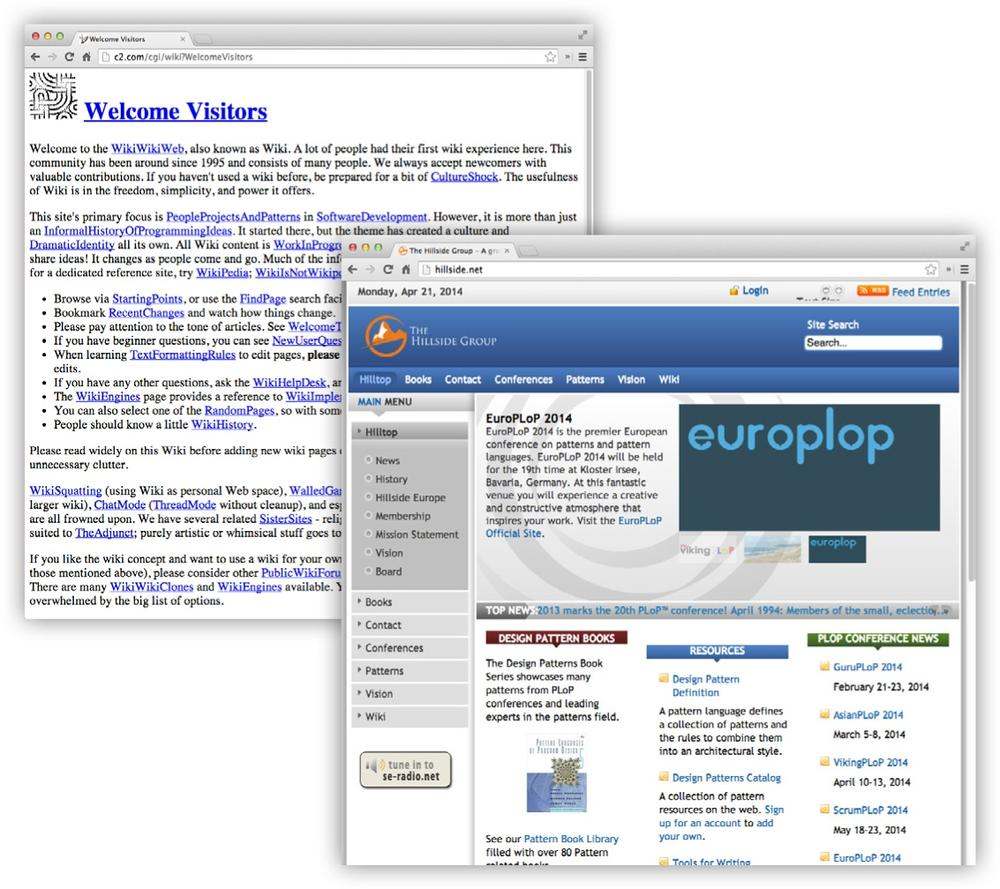 Welcome Visitors
c2.com/cgi/wiki?WelcomeVisitors
Welcome Visitors
Welcome to the WikiWikiWeb, also known as Wiki. A lot of people had their first wiki experience here. This
community has been around since 1995 and consists of many people. We always accept newcomers with
valuable contributions. If you haven't used a wiki before, be prepared for a bit of CultureShock. The usefulness
of Wiki is in the freedom, simplicity, and power it offers.
This site's primary focus is PeopleProjectsAndPatterns in SoftwareDevelopment. However, it is more than just
an InformalHistoryOfProgrammingIdeas. It started there, but the theme has created a culture and
DramaticIdentity all its own. All Wiki content is WorkInProgr
share ideas! It changes as people come and go. Much of the inf
for a dedicated reference site, try WikiPedia; WikiIsNotWikipe
• Browse via StartingPoints, or use the FindPage search faci
• Bookmark RecentChanges and watch how things change.
• Please pay attention to the tone of articles. See WelcomeT
• If you have beginner questions, you can see NewUserQues
• When learning TextFormattingRules to edit pages, please
edits.
• If you have any other questions, ask the WikiHelpDesk, an
• The WikiEngines page provides a reference to WikiImple
• You can also select one of the RandomPages, so with som
• People should know a little WikiHistory.
Please read widely on this Wiki before adding new wiki pages
unnecessary clutter.
WikiSquatting (using Wiki as personal Web space), WalledGar
larger wiki), ChatMode (ThreadMode without cleanup), and esp
are all frowned upon. We have several related SisterSites - relig
suited to TheAdjunct; purely artistic or whimsical stuff goes to
If you like the wiki concept and want to use a wiki for your own
those mentioned above), please consider other PublicWikiForu
There are many WikiWikiClones and WikiEngines available. Y
overwhelmed by the big list of options.
The Hillside Group - A gr
hillside.net
Monday, Apr 21, 2014
Login
RSS Feed Entries
THE
HILLSIDE GROUP
Site Search
Search...
Hilltop Books Contact Conferences Patterns Vision Wiki
MAIN MENU
Hilltop
News
History
Hillside Europe
Membership
Mission Statement
Vision
Board
Books
Contact
Conferences
Patterns
Vision
Wiki
tune in to
se-radio.net
EuroPLoP 2014
EuroPLoP 2014 is the premier European
conference on patterns and pattern
languages. EuroPLoP 2014 will be held
for the 19th time at Kloster Irsee,
Bavaria, Germany. At this fantastic
venue you will experience a creative
and constructive atmosphere that
inspires your work. Visit the EuroPLoP
Official Site.
europlop
Viking LoP
europlop
TOP NEWS: 2013 marks the 20th PLoP™ conference! April 1994: Members of the small, eclectic,..
DESIGN PATTERN BOOKS
The Design Patterns Book
Series showcases many
patterns from PLoP
conferences and leading
experts in the patterns field.
See our Pattern Book Library
filled with over 80 Pattern
related books
RESOURCES
Design Pattern
Definition
A pattern language defines
a collection of patterns and
the rules to combine them
into an architectural style.
Design Patterns Catalog
A collection of pattern
resources on the web. Sign
up for an account to add
your own.
Tools for Writing
PLOP CONFERENCE NEWS
GuruPLoP 2014
February 21-23, 2014
AsianPLoP 2014
March 5-8, 2014
VikingPLoP 2014
April 10-13, 2014
ScrumPLoP 2014
May 18-23, 2014
EuroPLoP 2014